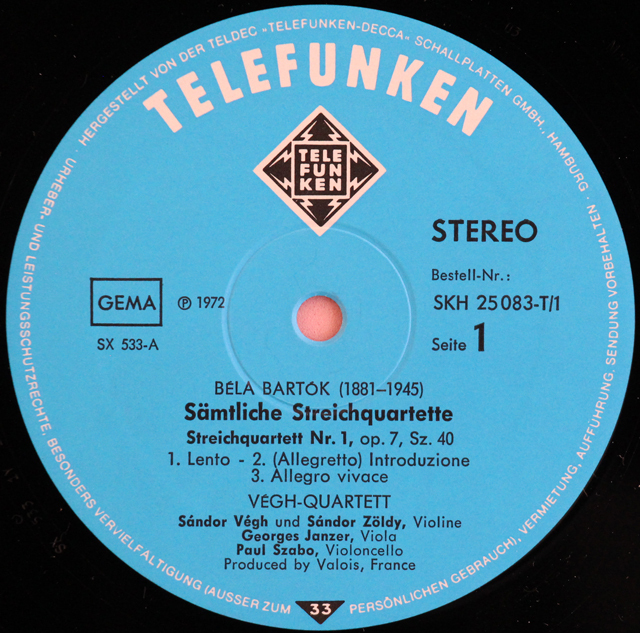 HERGESTELLT VON DER TELDEC »TELEFUNKEN-DECCA« SCHALLPLATTEN GMBH., HAMBURG · URHEBER- UND LEISTUNGSSCHUTZRECHTE, BESONDERS VERVIELFÄLTIGUNG (AUSSER ZUM PERSÖNLICHEN GEBRAUCH), VERMIETUNG, AUFFÜHRUNG, SENDUNG VORBEHALTEN ·
TELEFUNKEN
TELE
FUN
KEN
STEREO
Bestell-Nr.:
GEMA
℗ 1972
SKH 25 083-T/1
SX 533-A
Seite 1
BÉLA BARTÓK (1881–1945)
Sämtliche Streichquartette
Streichquartett Nr. 1, op. 7, Sz. 40
1. Lento - 2. (Allegretto) Introduzione
3. Allegro vivace
VÉGH-QUARTETT
Sándor Végh und Sándor Zöldy, Violine
Georges Janzer, Viola
Paul Szabo, Violoncello
Produced by Valois, France
33